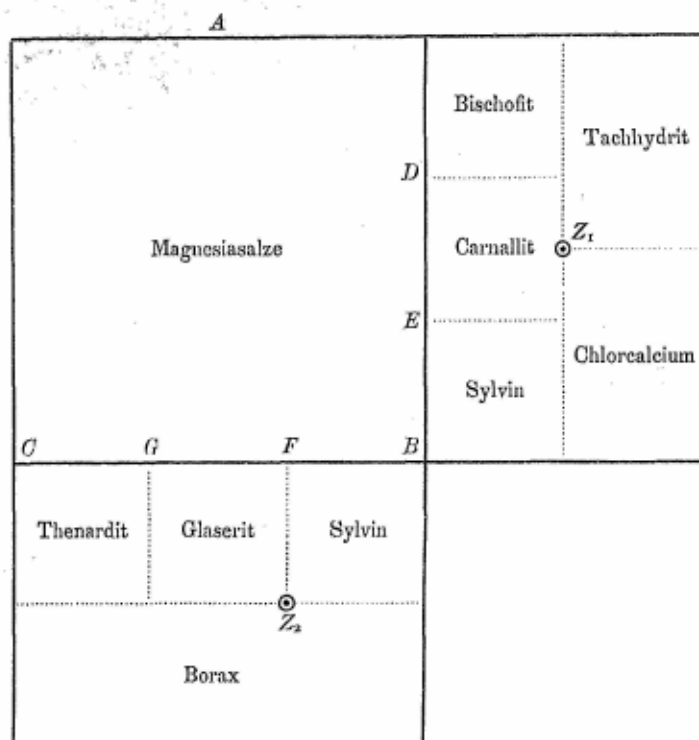 A
Bischofit
Tachhydrit
D
Z₁
Magnesiasalze
Carnallit
E
Chlorcalcium
Sylvin
C G F B
Thenardit Glaserit Sylvin
Z₂
Borax